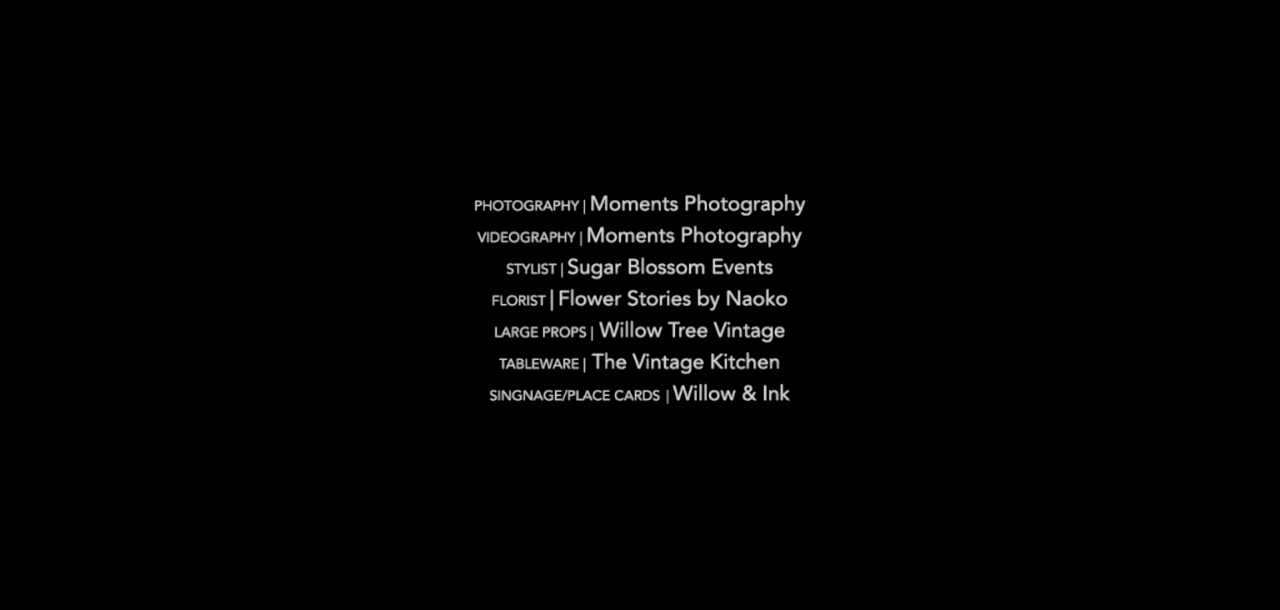 PHOTOGRAPHY | Moments Photography
VIDEOGRAPHY | Moments Photography
STYLIST | Sugar Blossom Events
FLORIST | Flower Stories by Naoko
LARGE PROPS | Willow Tree Vintage
TABLEWARE | The Vintage Kitchen
SINGNAGE/PLACE CARDS | Willow & Ink